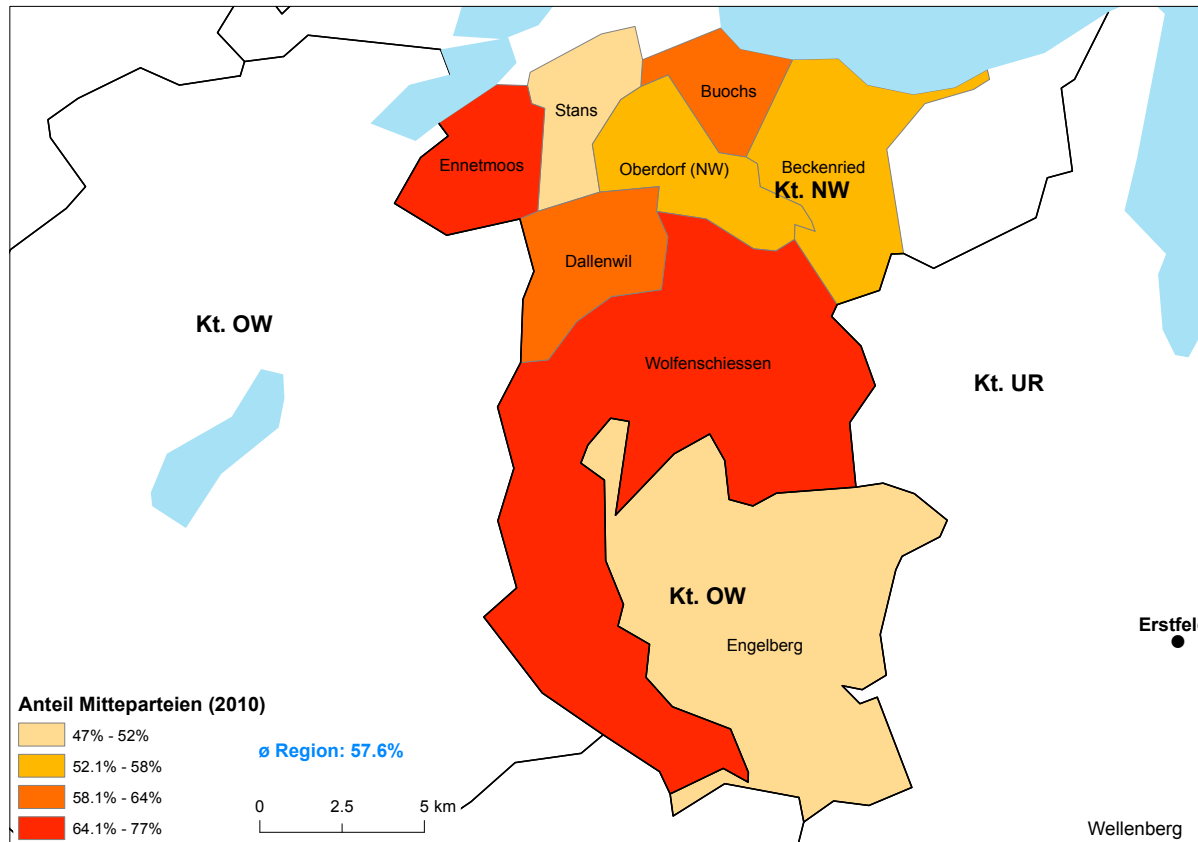 Buochs
Stans
Ennetmoos
Oberdorf (NW)
Beckenried
Kt. NW
Dallenwil
Kt. OW
Wolfenschiessen
Kt. UR
Kt. OW
Engelberg
Erstfel
Anteil Mitteparteien (2010)
47% - 52%
52.1% - 58%
58.1% - 64%
64.1% - 77%
ø Region: 57.6%
0 2.5 5 km
Wellenberg